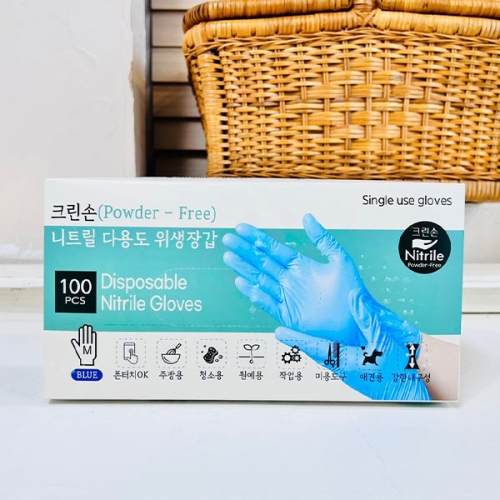 크린손(Powder - Free)
니트릴 다용도 위생장갑
Single use gloves
크린손
Nitrile
Powder-Free
100
PCS
Disposable
Nitrile Gloves
M
BLUE
폰터치OK
주방용
청소용
원예용
작업용
미용도구
애견용
강한내구성